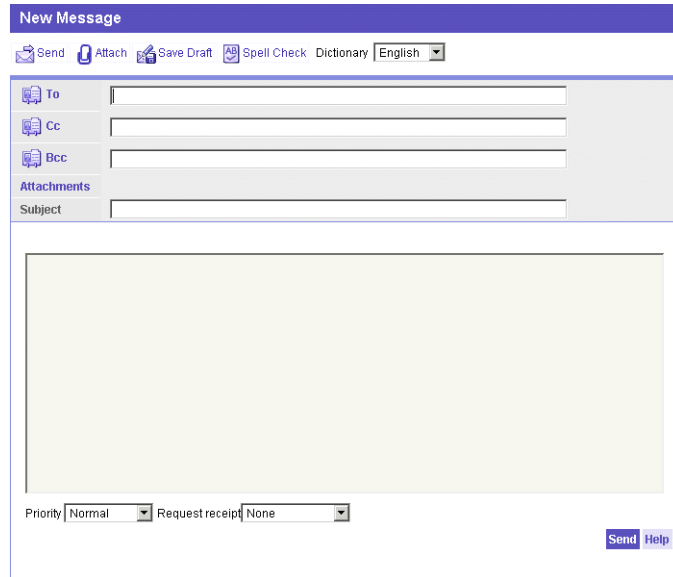 New Message
Send Attach Save Draft AB Spell Check Dictionary English
To
Cc
Bcc
Attachments
Subject
Priority Normal Request receipt None
Send Help